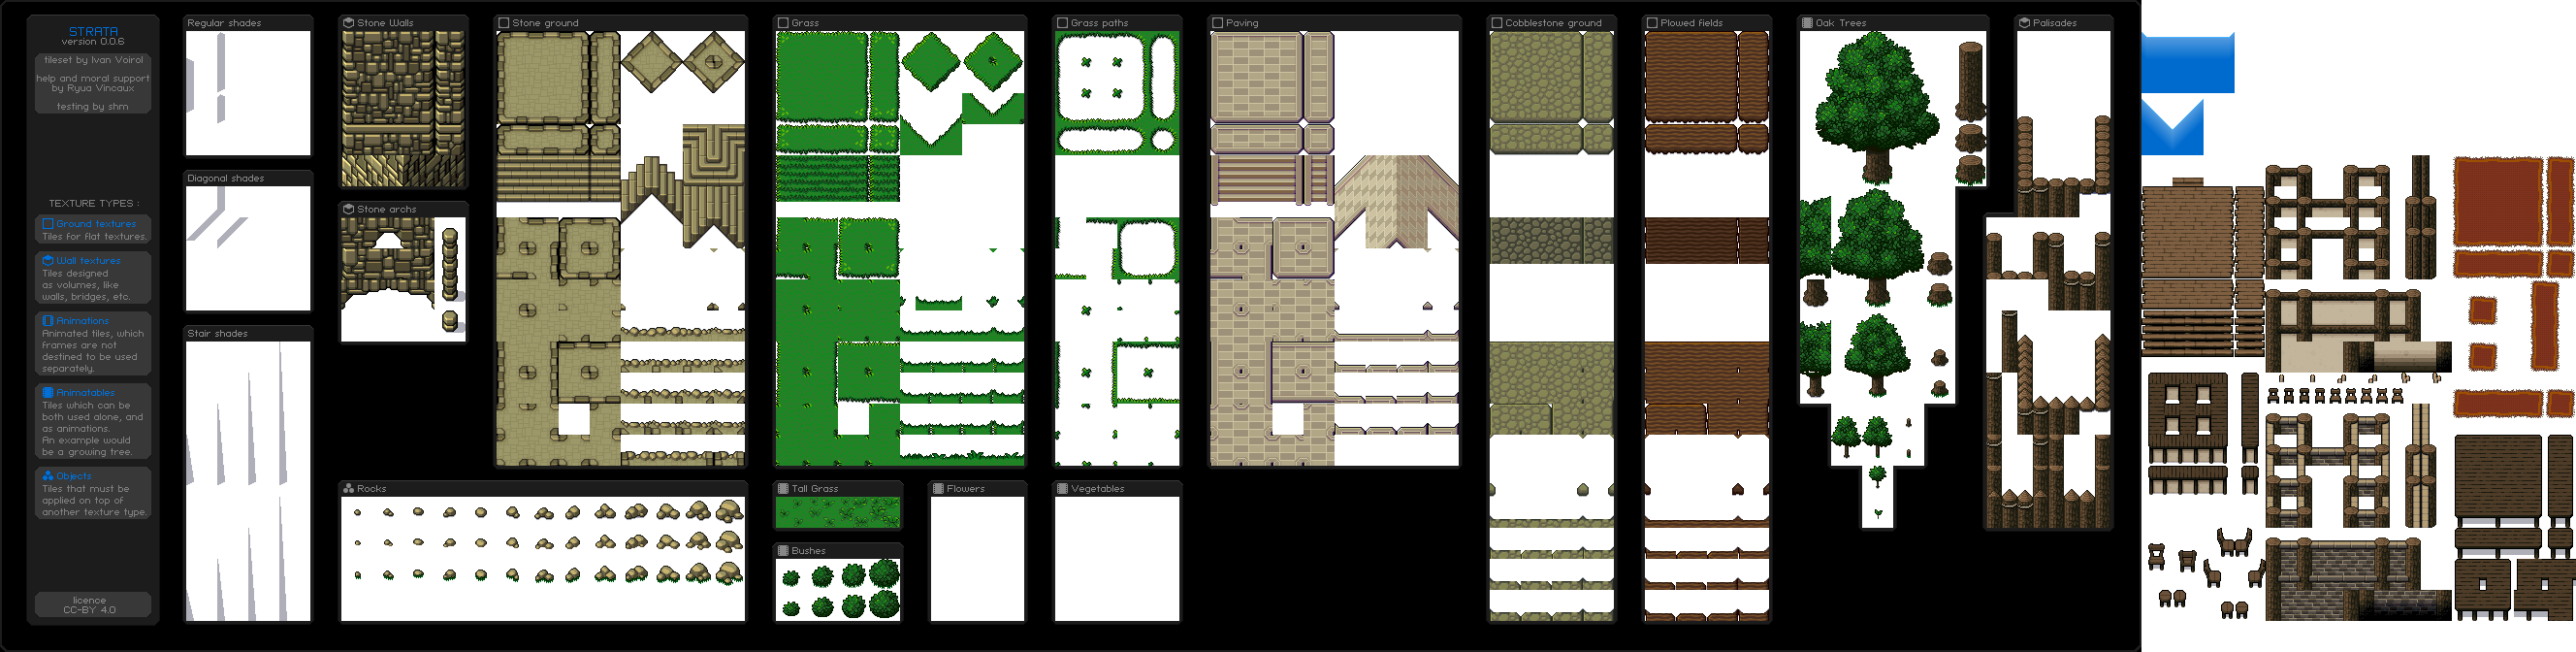 STRATA
version 0.0.6
tileset by Ivan Voirol
help and moral support
by Ryua Vincaux
testing by shm
TEXTURE TYPES :
Ground textures
Tiles for flat textures.
Wall textures
Tiles designed
as volumes, like
walls, bridges, etc.
Animations
Animated tiles, which
frames are not
destined to be used
separately.
Animatables
Tiles which can be
both used alone, and
as animations.
An example would
be a growing tree.
Objects
Tiles that must be
applied on top of
another texture type.
licence
CC-BY 4.0
Regular shades
Diagonal shades
Stair shades
Stone Walls
Stone archs
Rocks
Stone ground
Grass
Tall Grass
Bushes
Flowers
Grass paths
Vegetables
Paving
Cobblestone ground
Plowed fields
Oak Trees
Palisades